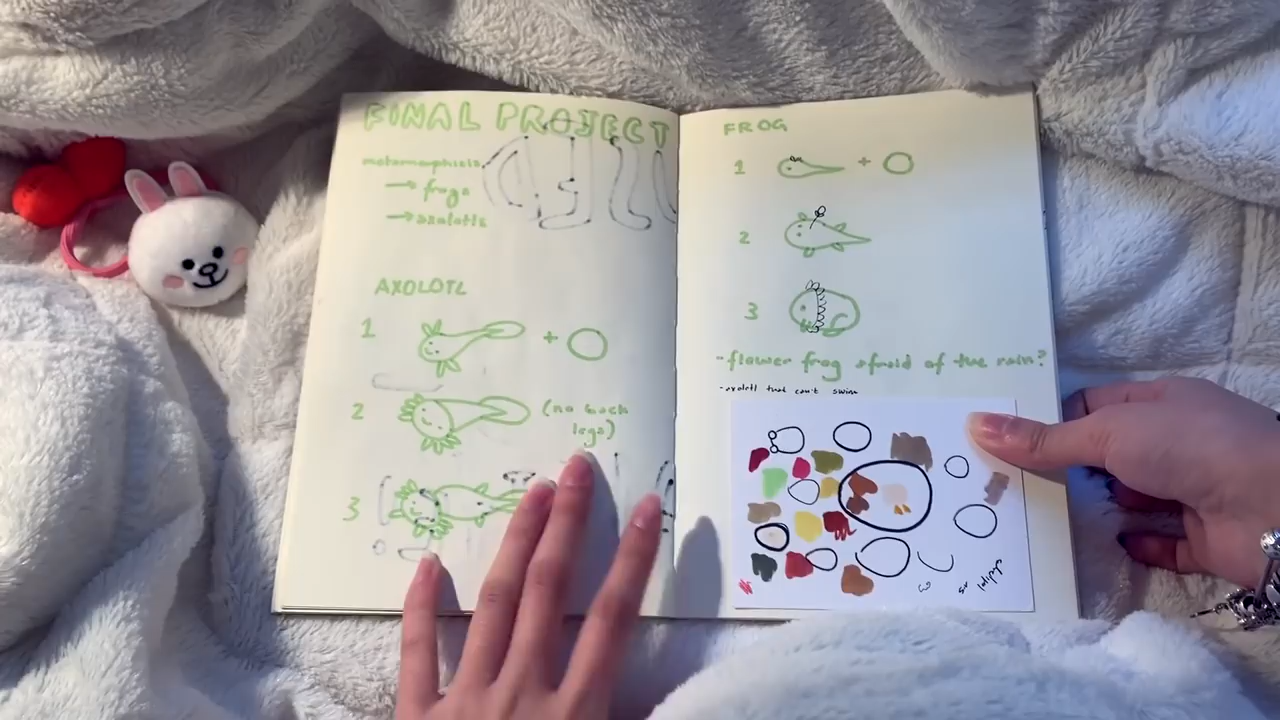 FINAL PROJECT
metamorphisis
→ frogs
→ axolotls
AXOLOTL
1 +
2 (no back
legs)
3
FROG
1 +
2
3
-flower frog afraid of the rain?
-axolotl that can't swim